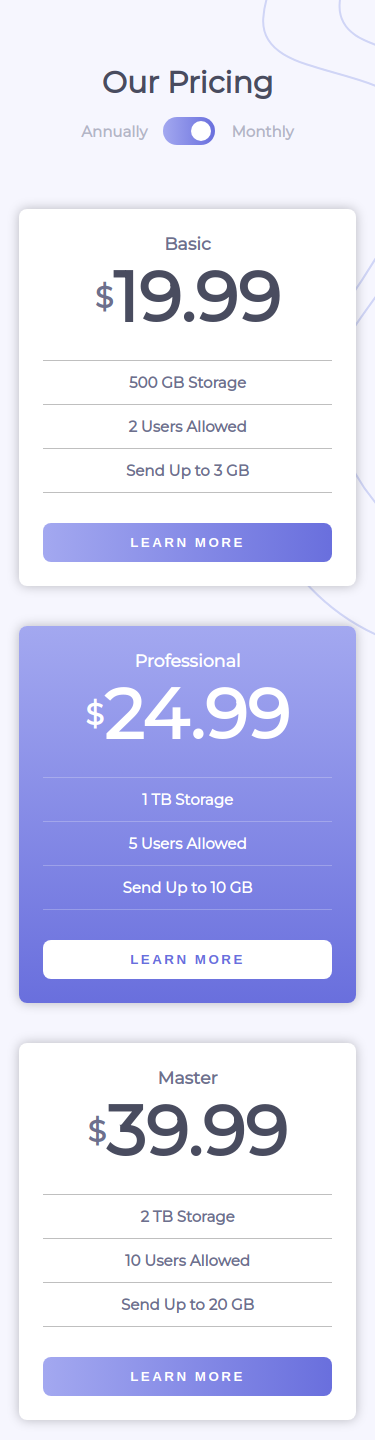 Our Pricing
Annually Monthly
Basic
$19.99
500 GB Storage
2 Users Allowed
Send Up to 3 GB
LEARN MORE
Professional
$24.99
1 TB Storage
5 Users Allowed
Send Up to 10 GB
LEARN MORE
Master
$39.99
2 TB Storage
10 Users Allowed
Send Up to 20 GB
LEARN MORE